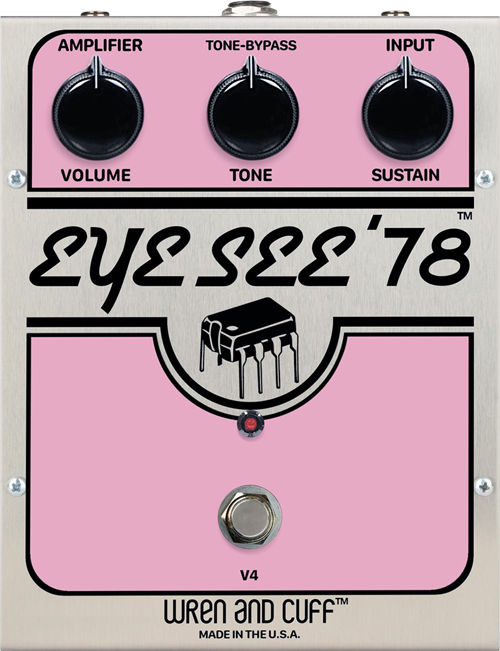 AMPLIFIER TONE-BYPASS INPUT
VOLUME TONE SUSTAIN
EYE SEE '78™
V4
WREN AND CUFF™
MADE IN THE U.S.A.